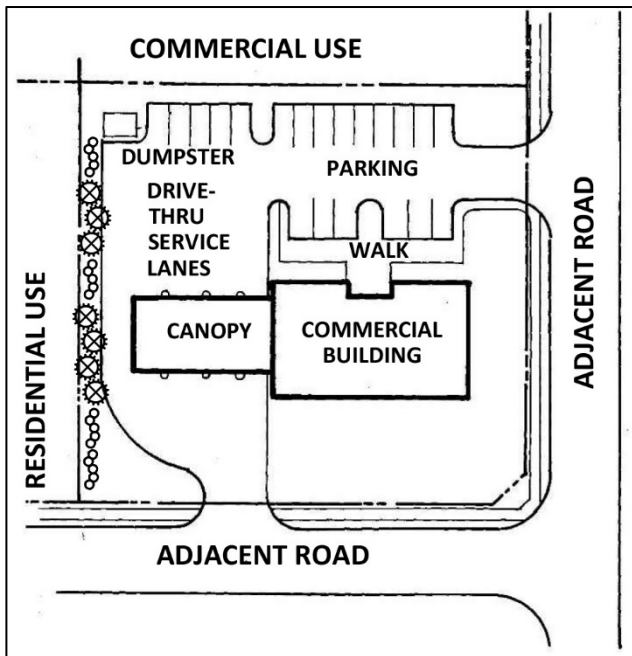 COMMERCIAL USE
DUMPSTER
PARKING
DRIVE-
THRU
SERVICE
LANES
WALK
CANOPY
COMMERCIAL
BUILDING
RESIDENTIAL USE
ADJACENT ROAD
ADJACENT ROAD